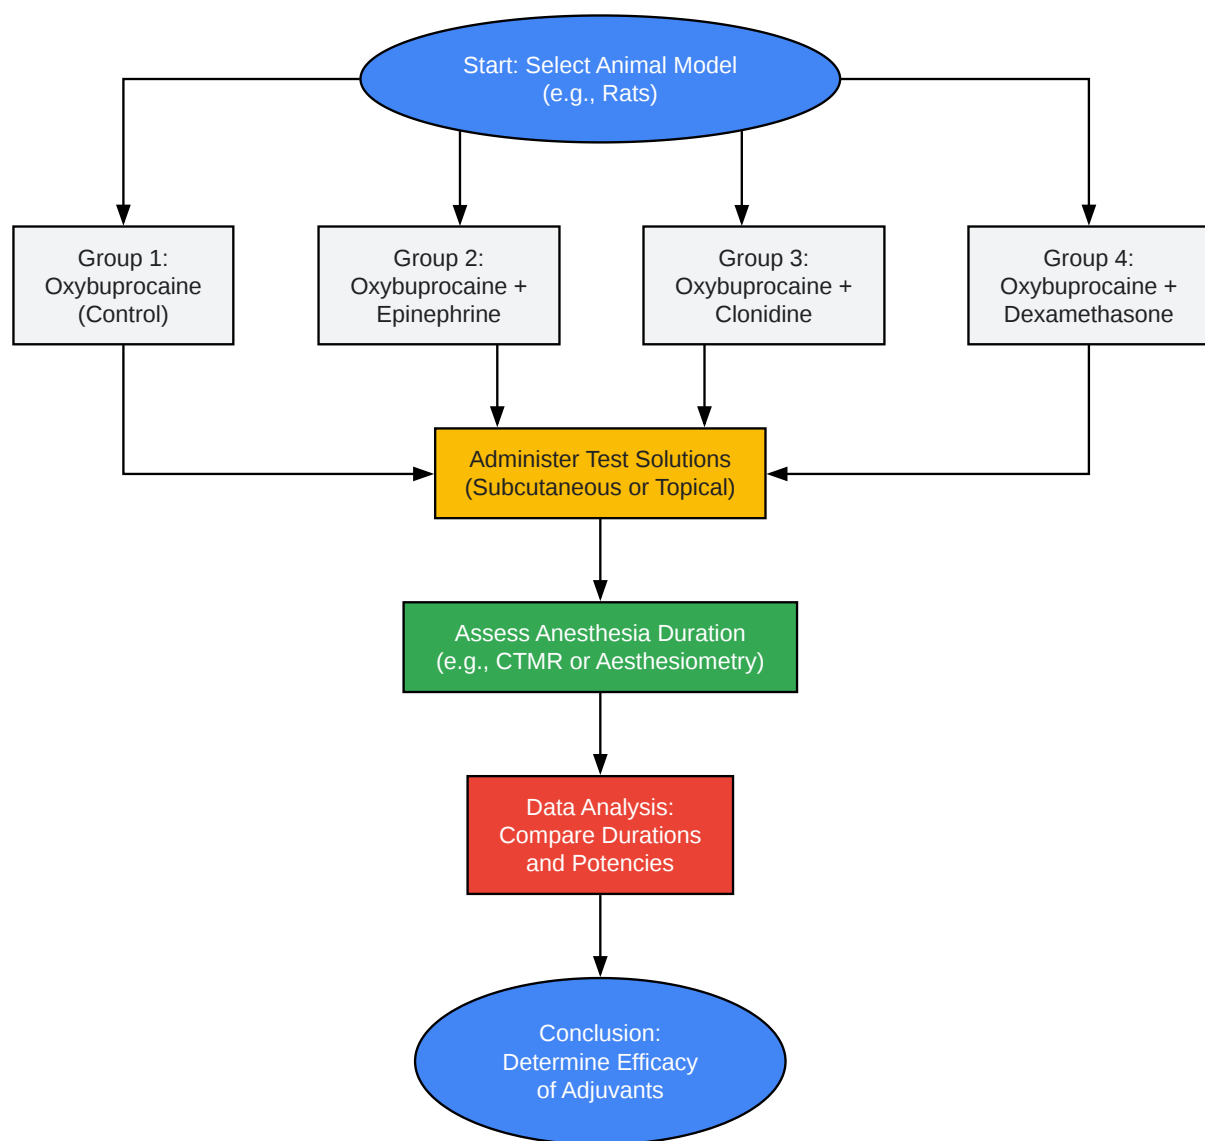 Start: Select Animal Model
(e.g., Rats)
Group 1:
Oxybuprocaine
(Control)
Group 2:
Oxybuprocaine +
Epinephrine
Group 3:
Oxybuprocaine +
Clonidine
Group 4:
Oxybuprocaine +
Dexamethasone
Administer Test Solutions
(Subcutaneous or Topical)
Assess Anesthesia Duration
(e.g., CTMR or Aesthesiometry)
Data Analysis:
Compare Durations
and Potencies
Conclusion:
Determine Efficacy
of Adjuvants